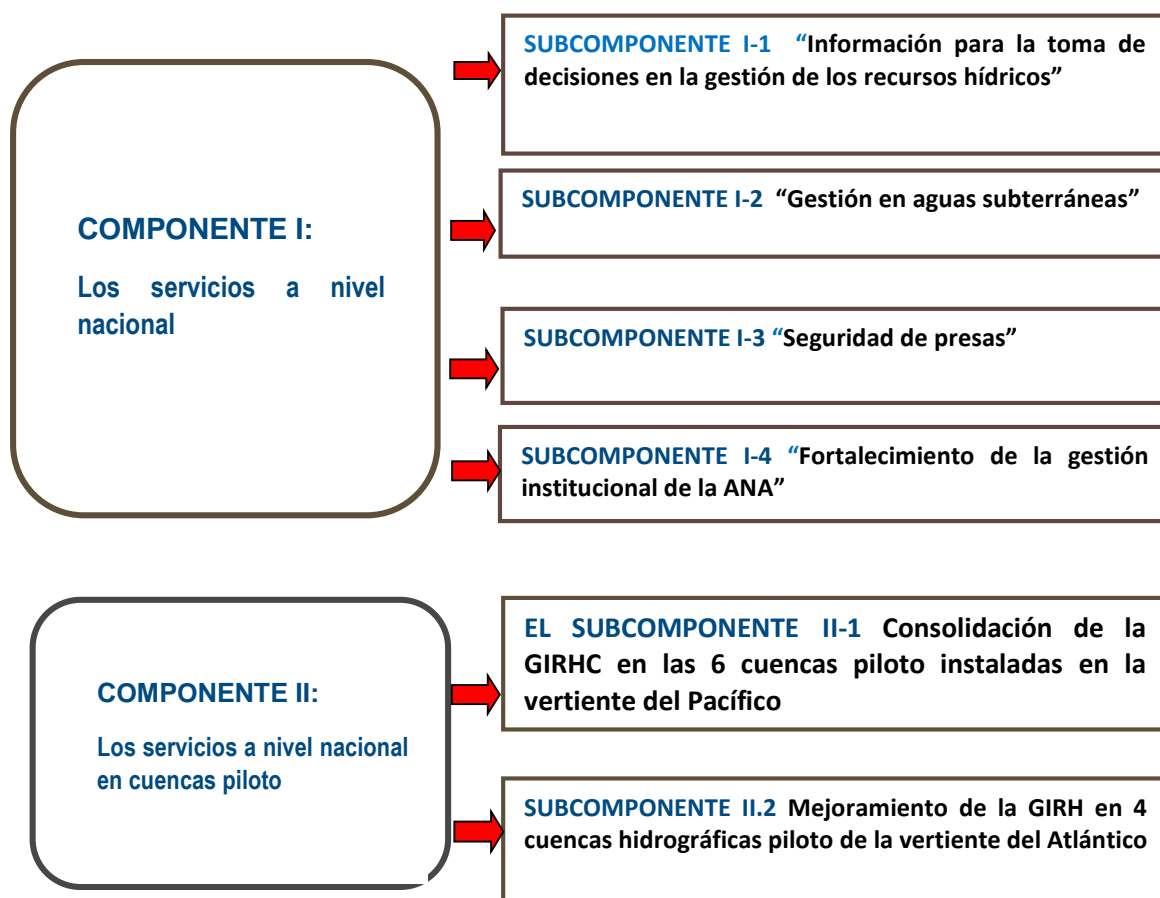 COMPONENTE I:
Los servicios a nivel
nacional
SUBCOMPONENTE I-1 “Información para la toma de
decisiones en la gestión de los recursos hídricos”
SUBCOMPONENTE I-2 “Gestión en aguas subterráneas”
SUBCOMPONENTE I-3 “Seguridad de presas”
SUBCOMPONENTE I-4 “Fortalecimiento de la gestión
institucional de la ANA”
COMPONENTE II:
Los servicios a nivel nacional
en cuencas piloto
EL SUBCOMPONENTE II-1 Consolidación de la
GIRHC en las 6 cuencas piloto instaladas en la
vertiente del Pacífico
SUBCOMPONENTE II.2 Mejoramiento de la GIRH en 4
cuencas hidrográficas piloto de la vertiente del Atlántico